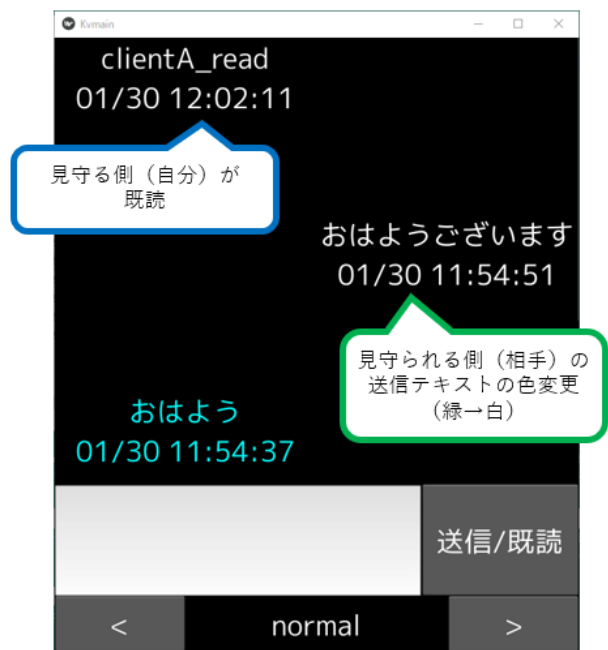 Kvmain
clientA_read
01/30 12:02:11
見守る側（自分）が
既読
おはようございます
01/30 11:54:51
見守られる側（相手）の
送信テキストの色変更
（緑→白）
おはよう
01/30 11:54:37
送信/既読
< normal >